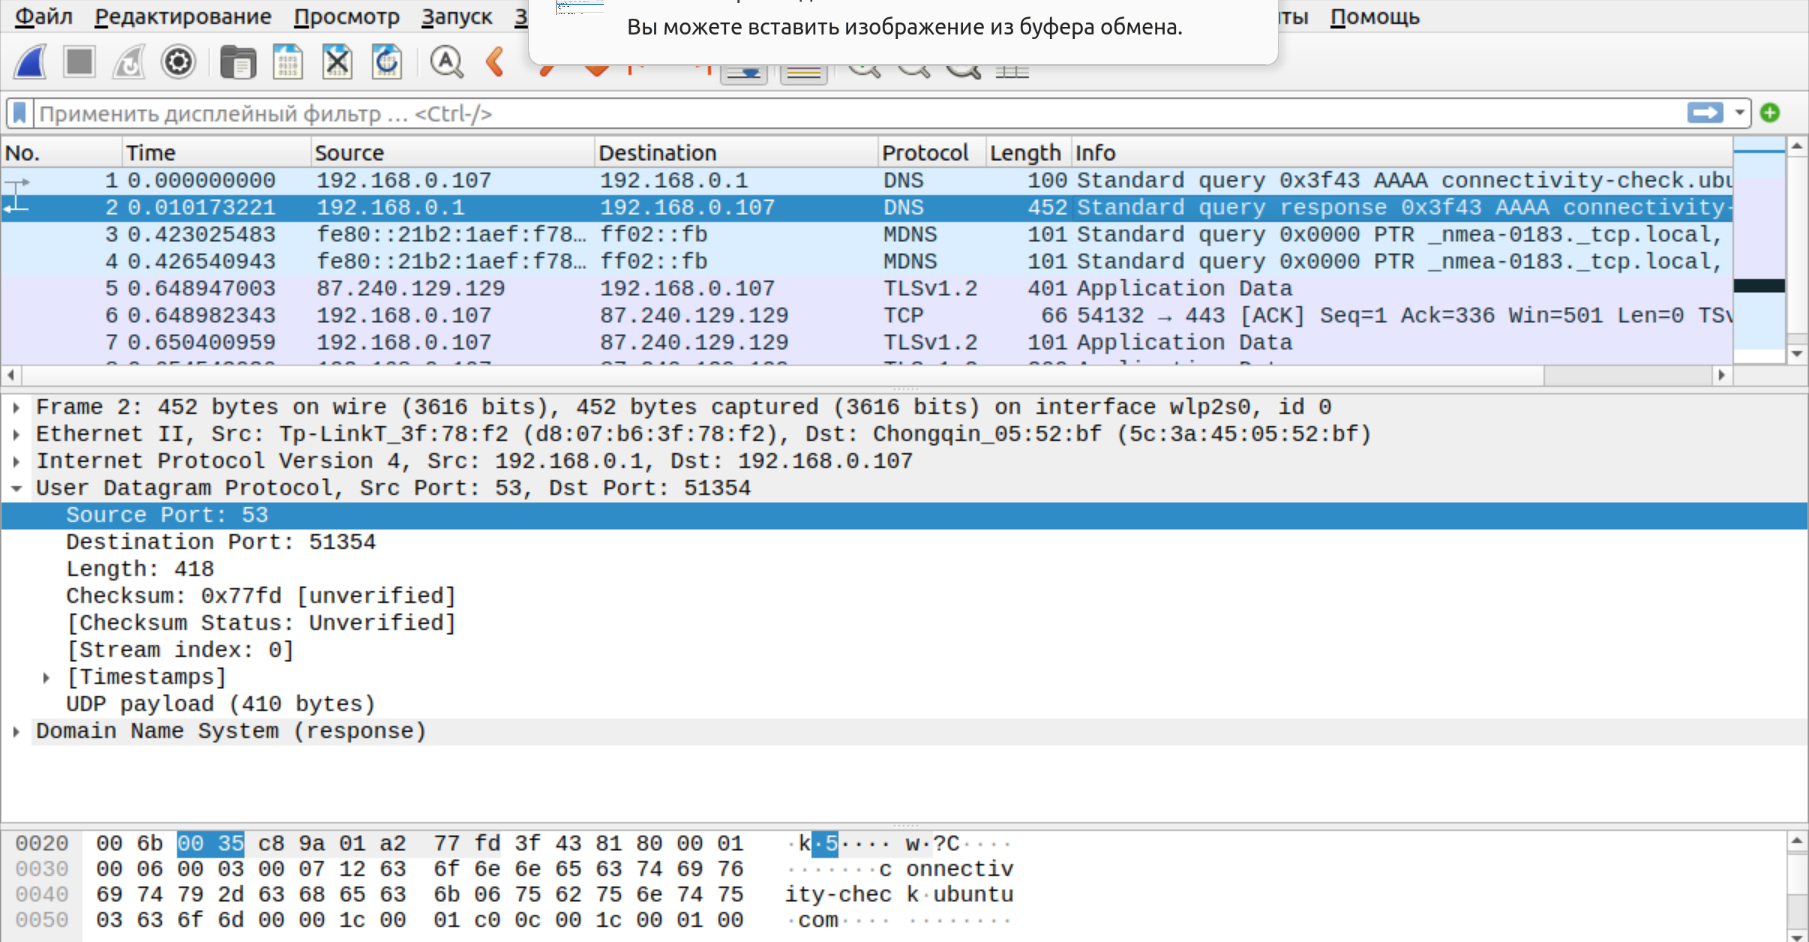 Файл Редактирование Просмотр Запуск З ты Помощь
Вы можете вставить изображение из буфера обмена.
Применить дисплейный фильтр … <Ctrl-/>
No. Time Source Destination Protocol Length Info
1 0.000000000 192.168.0.107 192.168.0.1 DNS 100 Standard query 0x3f43 AAAA connectivity-check.ubu
2 0.010173221 192.168.0.1 192.168.0.107 DNS 452 Standard query response 0x3f43 AAAA connectivity-
3 0.423025483 fe80::21b2:1aef:f78… ff02::fb MDNS 101 Standard query 0x0000 PTR _nmea-0183._tcp.local,
4 0.426540943 fe80::21b2:1aef:f78… ff02::fb MDNS 101 Standard query 0x0000 PTR _nmea-0183._tcp.local,
5 0.648947003 87.240.129.129 192.168.0.107 TLSv1.2 401 Application Data
6 0.648982343 192.168.0.107 87.240.129.129 TCP 66 54132 → 443 [ACK] Seq=1 Ack=336 Win=501 Len=0 TSv
7 0.650400959 192.168.0.107 87.240.129.129 TLSv1.2 101 Application Data
Frame 2: 452 bytes on wire (3616 bits), 452 bytes captured (3616 bits) on interface wlp2s0, id 0
Ethernet II, Src: Tp-LinkT_3f:78:f2 (d8:07:b6:3f:78:f2), Dst: Chongqin_05:52:bf (5c:3a:45:05:52:bf)
Internet Protocol Version 4, Src: 192.168.0.1, Dst: 192.168.0.107
User Datagram Protocol, Src Port: 53, Dst Port: 51354
Source Port: 53
Destination Port: 51354
Length: 418
Checksum: 0x77fd [unverified]
[Checksum Status: Unverified]
[Stream index: 0]
[Timestamps]
UDP payload (410 bytes)
Domain Name System (response)
0020 00 6b 00 35 c8 9a 01 a2 77 fd 3f 43 81 80 00 01 ·k·5···· w·?C····
0030 00 06 00 03 00 07 12 63 6f 6e 6e 65 63 74 69 76 ·······c onnectiv
0040 69 74 79 2d 63 68 65 63 6b 06 75 62 75 6e 74 75 ity-chec k·ubuntu
0050 03 63 6f 6d 00 00 1c 00 01 c0 0c 00 1c 00 01 00 ·com···· ········